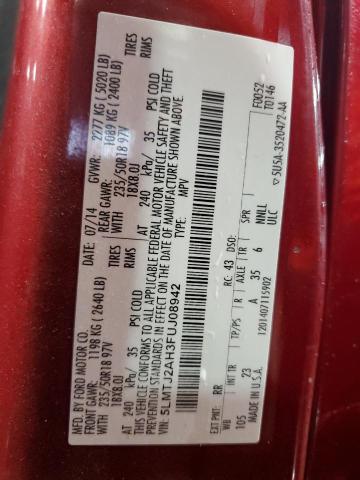 MFD. BY FORD MOTOR CO.
DATE: 07/14 GVWR: 2277 KG ( 5020 LB)
FRONT GAWR: 1198 KG ( 2640 LB) REAR GAWR: 1089 KG ( 2400 LB)
WITH 235/50R18 97V TIRES WITH 235/50R18 97V TIRES
18X8.0J RIMS 18X8.0J RIMS
AT 240 kPa/ 35 PSI COLD AT 240 kPa/ 35 PSI COLD
THIS VEHICLE CONFORMS TO ALL APPLICABLE FEDERAL MOTOR VEHICLE SAFETY AND THEFT
PREVENTION STANDARDS IN EFFECT ON THE DATE OF MANUFACTURE SHOWN ABOVE.
VIN: 5LMTJ2AH3FUJ08942 TYPE: MPV
F0052
T0146
EXT PNT: RR RC: 43 DSO:
WB INT TR TP/PS R AXLE TR SPR
105 23 A 35 6 NNLL
MADE IN U.S.A. ULC
1201407115902 ▽5U5A-3520472-AA